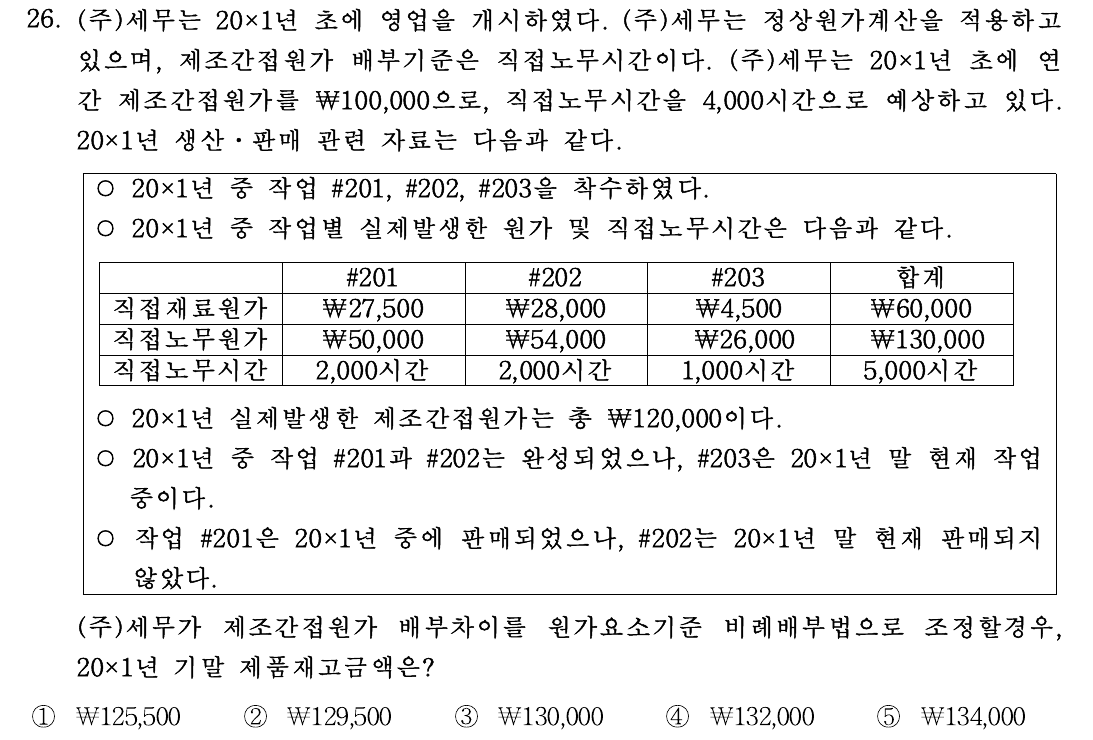 26. (주)세무는 20×1년 초에 영업을 개시하였다. (주)세무는 정상원가계산을 적용하고
있으며, 제조간접원가 배부기준은 직접노무시간이다. (주)세무는 20×1년 초에 연
간 제조간접원가를 ₩100,000으로, 직접노무시간을 4,000시간으로 예상하고 있다.
20×1년 생산・판매 관련 자료는 다음과 같다.
○ 20×1년 중 작업 #201, #202, #203을 착수하였다.
○ 20×1년 중 작업별 실제발생한 원가 및 직접노무시간은 다음과 같다.
#201 #202 #203 합계
직접재료원가 ₩27,500 ₩28,000 ₩4,500 ₩60,000
직접노무원가 ₩50,000 ₩54,000 ₩26,000 ₩130,000
직접노무시간 2,000시간 2,000시간 1,000시간 5,000시간
○ 20×1년 실제발생한 제조간접원가는 총 ₩120,000이다.
○ 20×1년 중 작업 #201과 #202는 완성되었으나, #203은 20×1년 말 현재 작업
중이다.
○ 작업 #201은 20×1년 중에 판매되었으나, #202는 20×1년 말 현재 판매되지
않았다.
(주)세무가 제조간접원가 배부차이를 원가요소기준 비례배부법으로 조정할경우,
20×1년 기말 제품재고금액은?
① ₩125,500 ② ₩129,500 ③ ₩130,000 ④ ₩132,000 ⑤ ₩134,000